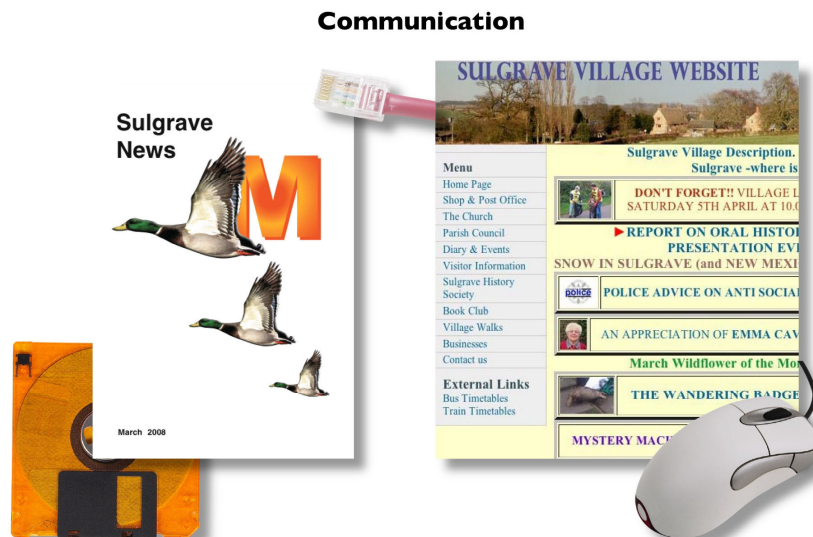 Communication
Sulgrave
News
M
March 2008
SULGRAVE VILLAGE WEBSITE
Menu
Home Page
Shop & Post Office
The Church
Parish Council
Diary & Events
Visitor Information
Sulgrave History
Society
Book Club
Village Walks
Businesses
Contact us
External Links
Bus Timetables
Train Timetables
Sulgrave Village Description.
Sulgrave -where is
DON'T FORGET!! VILLAGE L
SATURDAY 5TH APRIL AT 10.0
REPORT ON ORAL HISTO
PRESENTATION EV
SNOW IN SULGRAVE (and NEW MEXI
POLICE
POLICE ADVICE ON ANTI SOCIA
AN APPRECIATION OF EMMA CAV
March Wildflower of the Mo
THE WANDERING BADGE
MYSTERY MAC